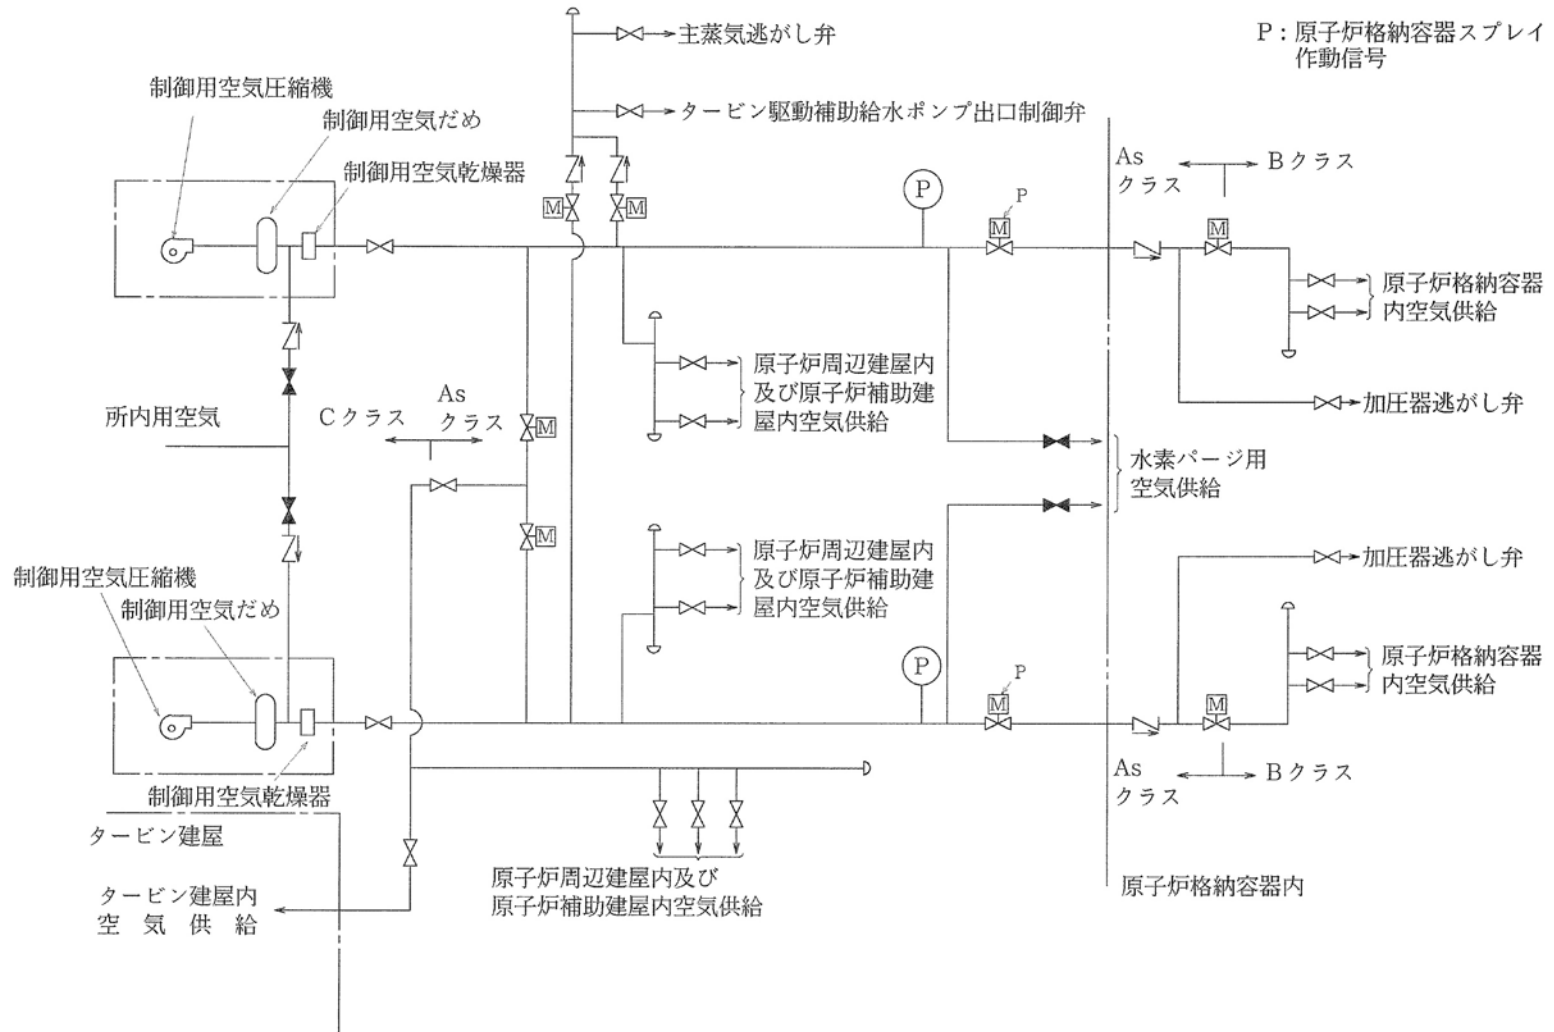 主蒸気逃がし弁
P：原子炉格納容器スプレイ
作動信号
制御用空気圧縮機
制御用空気だめ
タービン駆動補助給水ポンプ出口制御弁
制御用空気乾燥器
As
クラス
Bクラス
P
P
M
M
M
M
原子炉格納容器
内空気供給
原子炉周辺建屋内
及び原子炉補助建
屋内空気供給
加圧器逃がし弁
所内用空気
Cクラス
As
クラス
M
水素パージ用
空気供給
M
原子炉周辺建屋内
及び原子炉補助建
屋内空気供給
加圧器逃がし弁
制御用空気圧縮機
制御用空気だめ
原子炉格納容器
内空気供給
P
P
M
M
As
クラス
Bクラス
制御用空気乾燥器
タービン建屋
原子炉周辺建屋内及び
原子炉補助建屋内空気供給
原子炉格納容器内
タービン建屋内
空気供給